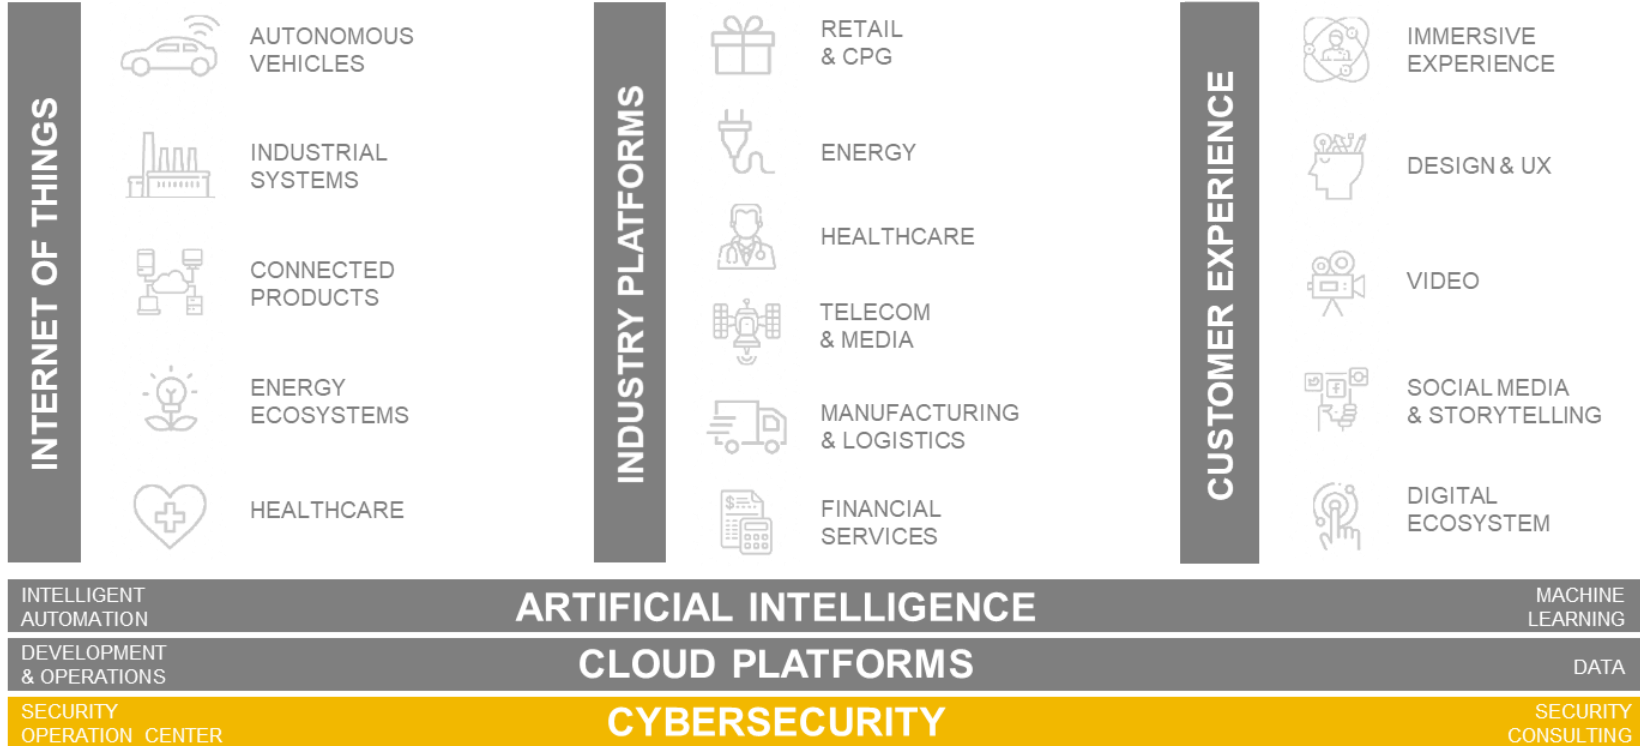 INTERNET OF THINGS
AUTONOMOUS
VEHICLES
INDUSTRIAL
SYSTEMS
CONNECTED
PRODUCTS
ENERGY
ECOSYSTEMS
HEALTHCARE
INDUSTRY PLATFORMS
RETAIL
& CPG
ENERGY
HEALTHCARE
TELECOM
& MEDIA
MANUFACTURING
& LOGISTICS
FINANCIAL
SERVICES
CUSTOMER EXPERIENCE
IMMERSIVE
EXPERIENCE
DESIGN & UX
VIDEO
SOCIAL MEDIA
& STORYTELLING
DIGITAL
ECOSYSTEM
INTELLIGENT
AUTOMATION
ARTIFICIAL INTELLIGENCE
MACHINE
LEARNING
DEVELOPMENT
& OPERATIONS
CLOUD PLATFORMS
DATA
SECURITY
OPERATION CENTER
CYBERSECURITY
SECURITY
CONSULTING